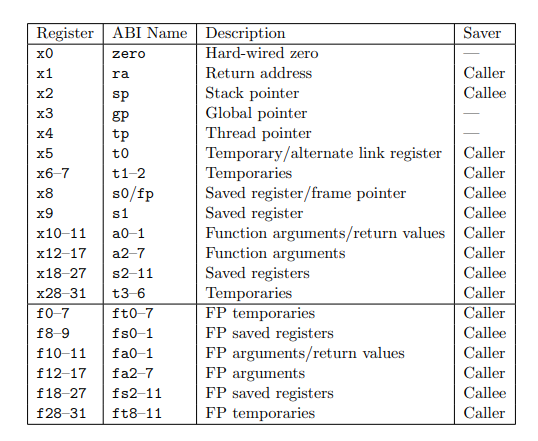 Register ABI Name Description Saver
x0 zero Hard-wired zero —
x1 ra Return address Caller
x2 sp Stack pointer Callee
x3 gp Global pointer —
x4 tp Thread pointer —
x5 t0 Temporary/alternate link register Caller
x6–7 t1–2 Temporaries Caller
x8 s0/fp Saved register/frame pointer Callee
x9 s1 Saved register Callee
x10–11 a0–1 Function arguments/return values Caller
x12–17 a2–7 Function arguments Caller
x18–27 s2–11 Saved registers Callee
x28–31 t3–6 Temporaries Caller
f0–7 ft0–7 FP temporaries Caller
f8–9 fs0–1 FP saved registers Callee
f10–11 fa0–1 FP arguments/return values Caller
f12–17 fa2–7 FP arguments Caller
f18–27 fs2–11 FP saved registers Callee
f28–31 ft8–11 FP temporaries Caller